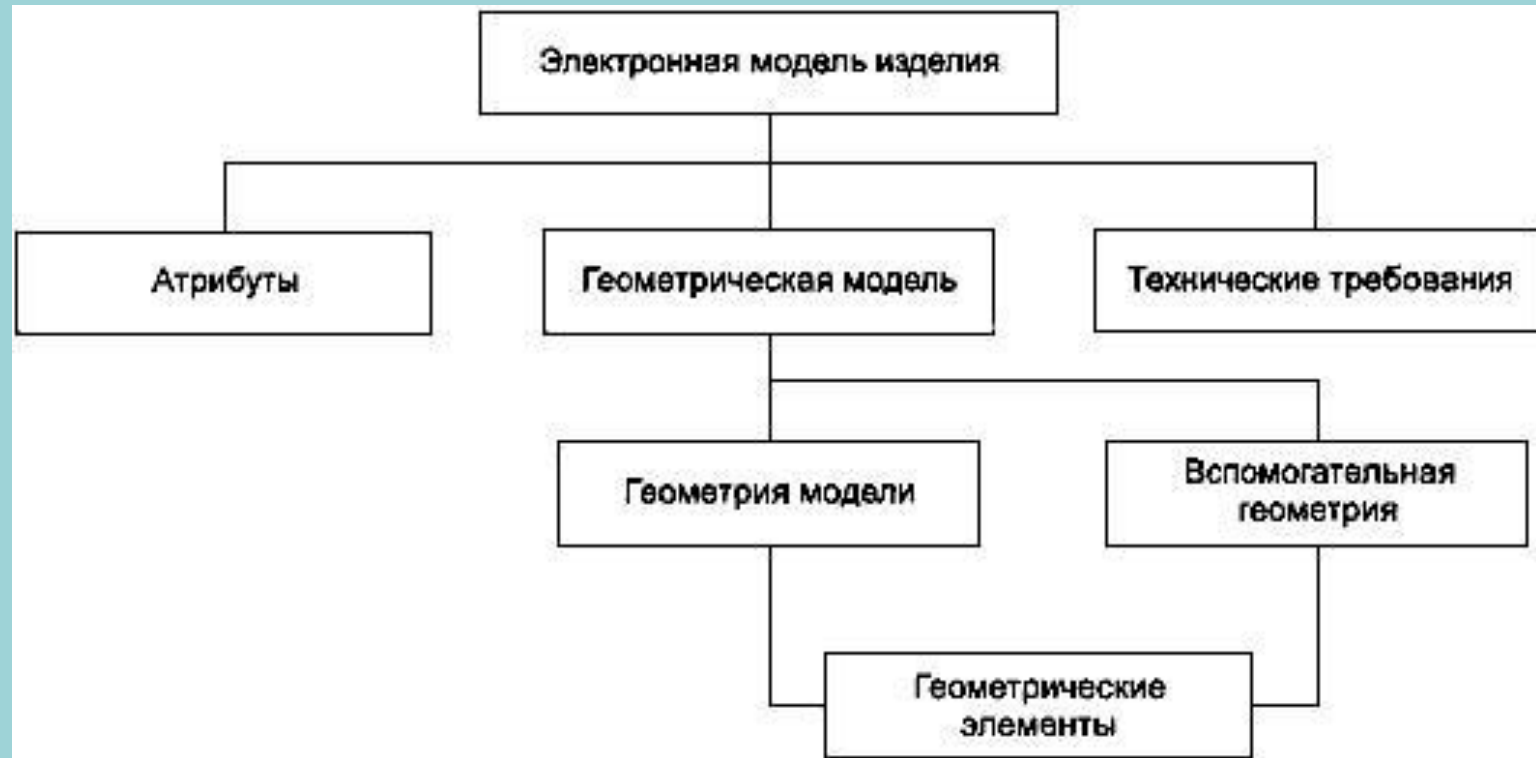 Электронная модель изделия
Атрибуты
Геометрическая модель
Технические требования
Геометрия модели
Вспомогательная
геометрия
Геометрические
элементы